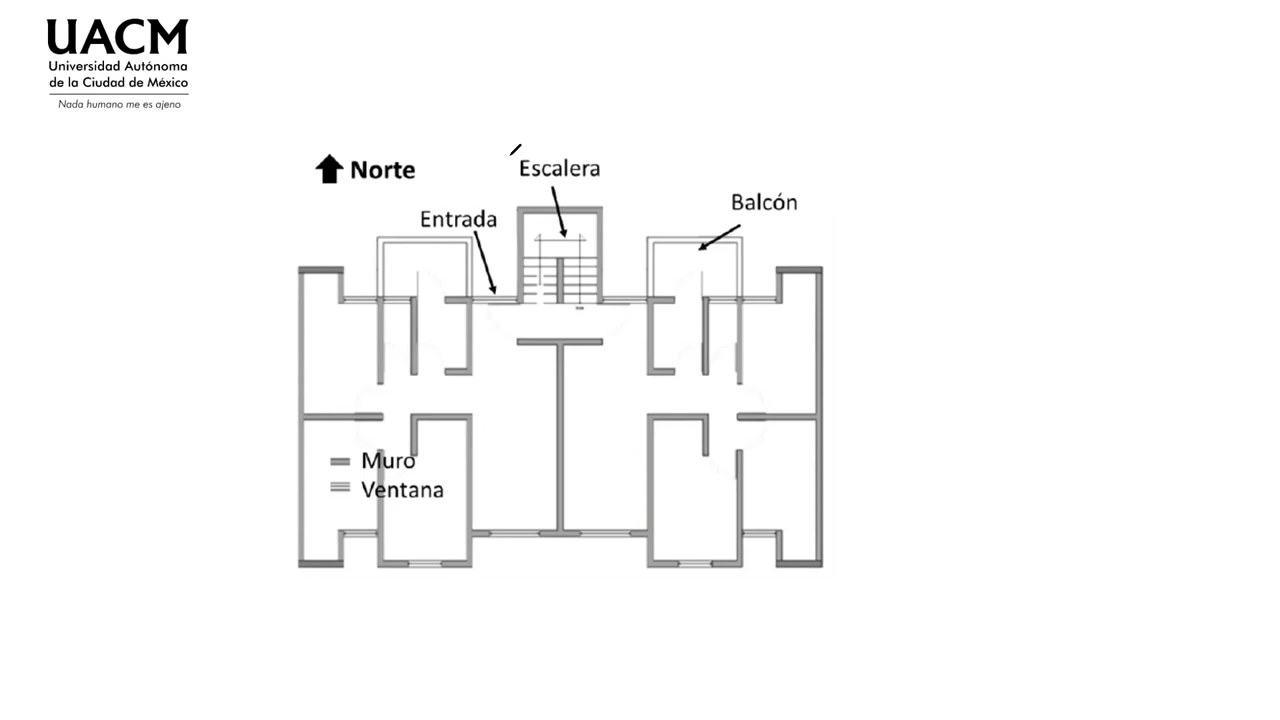 UACM
Universidad Autónoma
de la Ciudad de México
Nada humano me es ajeno
Norte
Escalera
Entrada
Balcón
Muro
Ventana